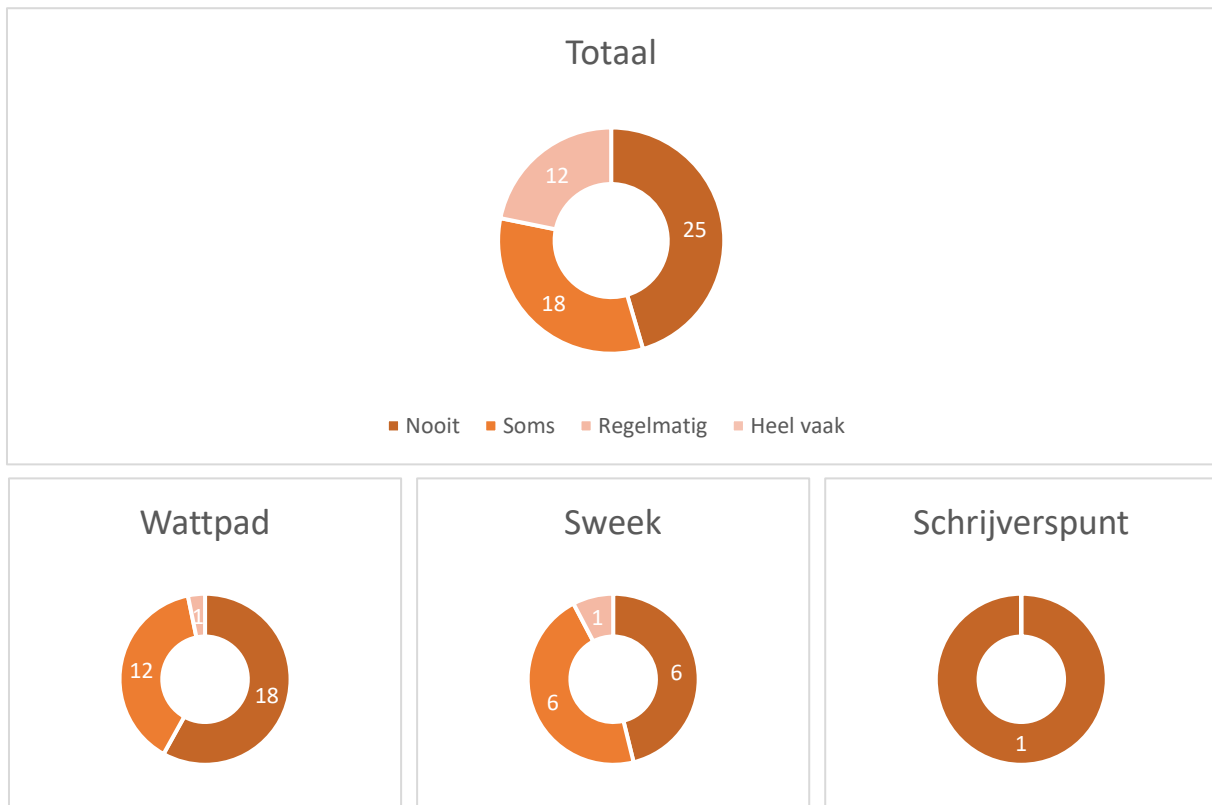 Totaal
12
25
18
Nooit Soms Regelmatig Heel vaak
Wattpad
1
12
18
Sweek
1
6
6
Schrijverspunt
1